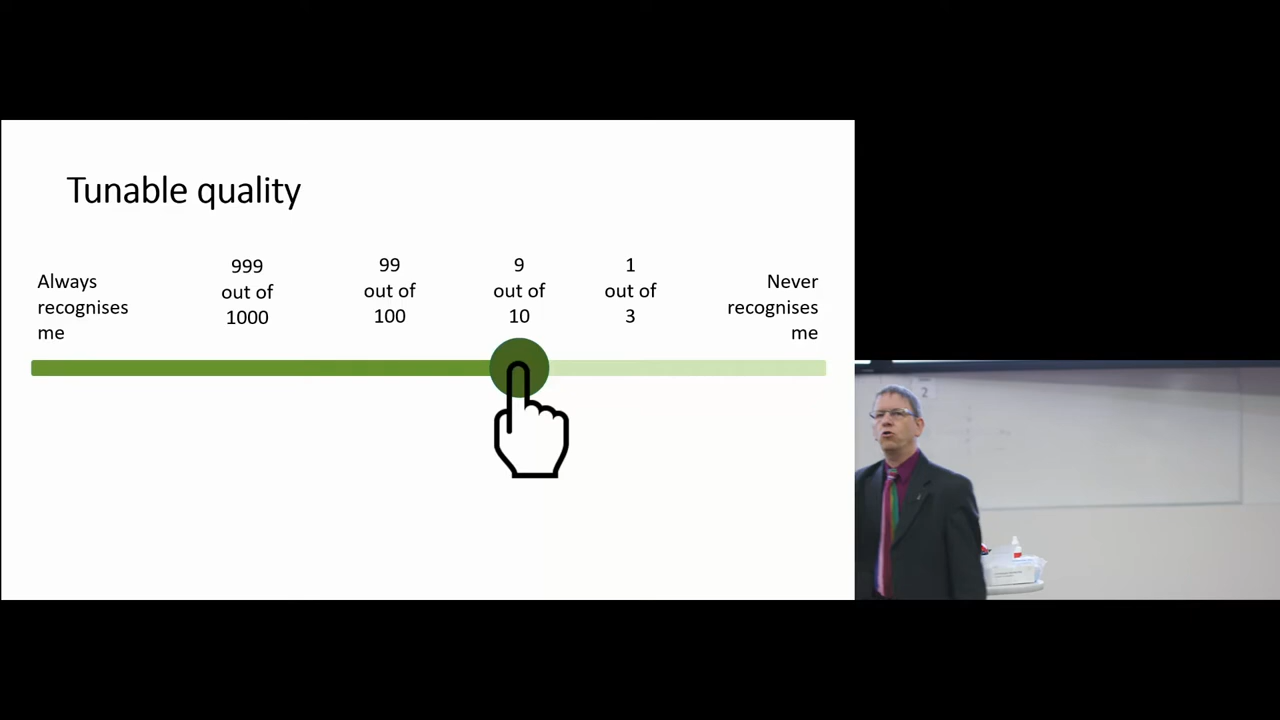 Tunable quality
Always
recognises
me
999
out of
1000
99
out of
100
9
out of
10
1
out of
3
Never
recognises
me
2